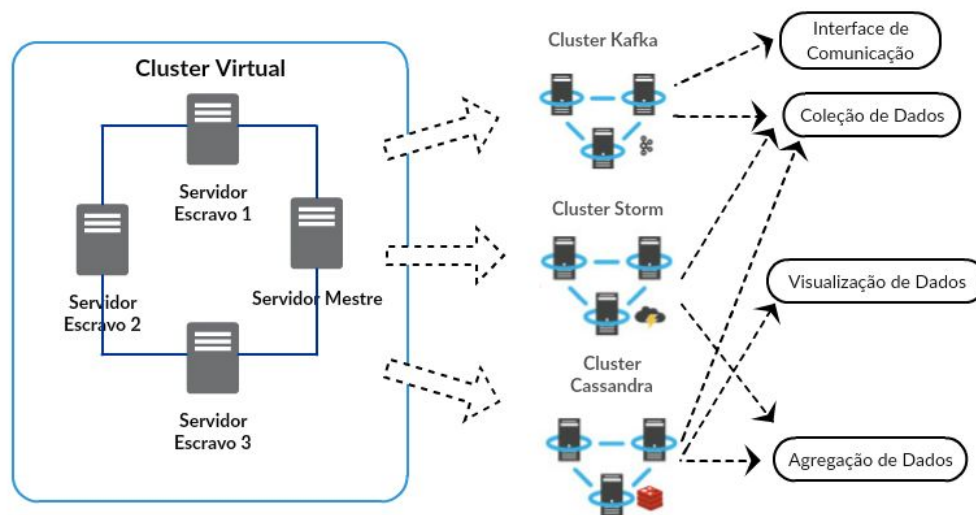 Cluster Virtual
Servidor
Escravo 1
Servidor
Escravo 2
Servidor Mestre
Servidor
Escravo 3
Cluster Kafka
Cluster Storm
Cluster
Cassandra
Interface de
Comunicação
Coleção de Dados
Visualização de Dados
Agregação de Dados